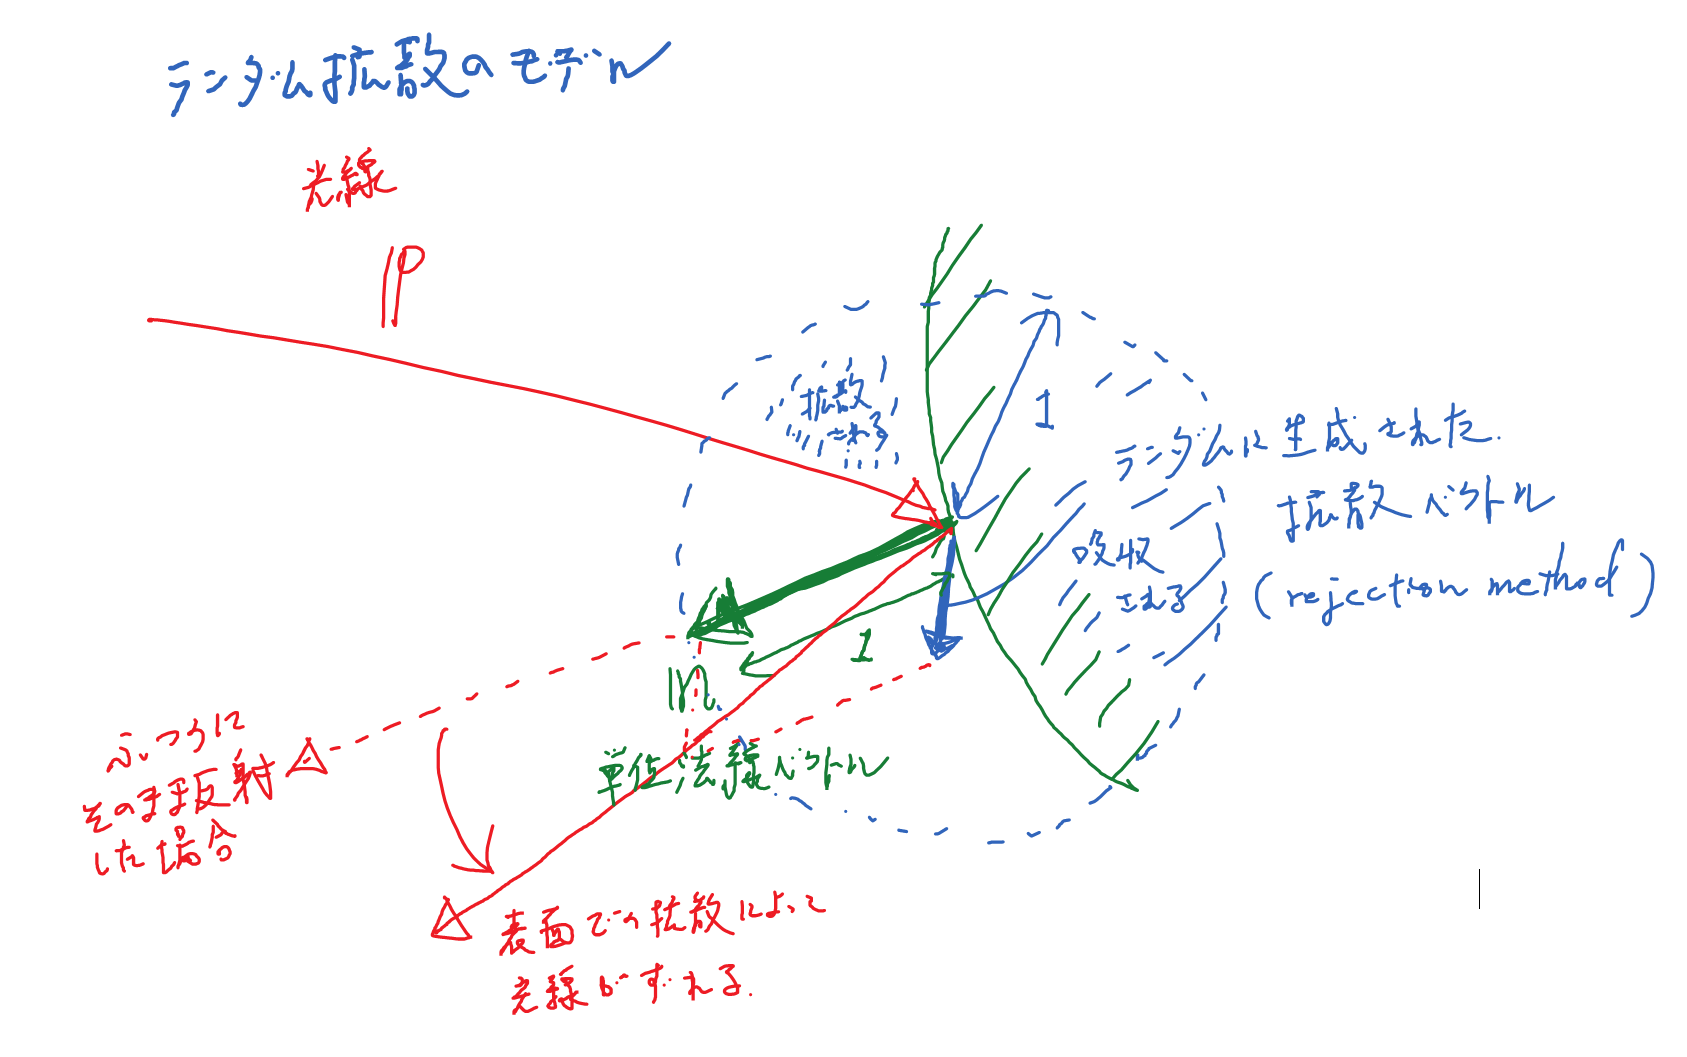 ランダム拡散のモデル
光線
P
拡散
される
1
ランダムに生成された
拡散ベクトル
(rejection method)
吸収
される
1
n
単位法線ベクトル
ふつうに
そのまま反射
した場合
表面での拡散によって
光線がずれる.